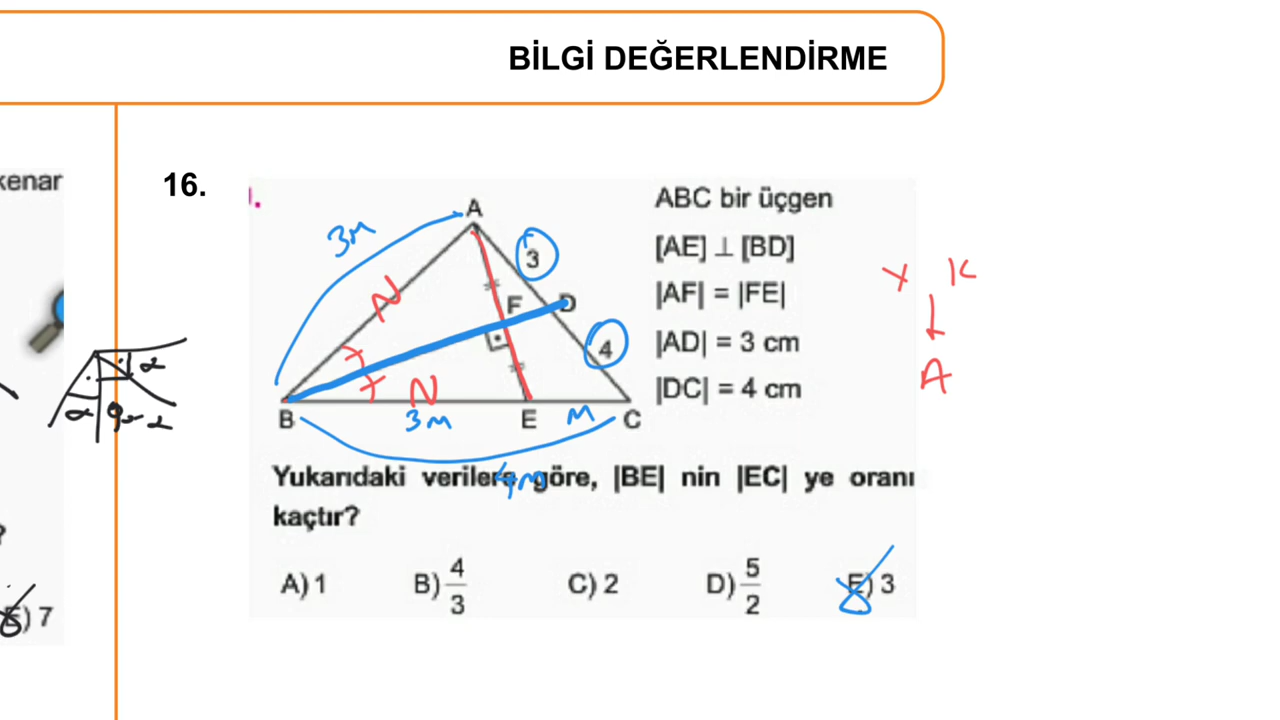 BİLGİ DEĞERLENDİRME
kenar
16.
ABC bir üçgen
[AE] ⊥ [BD]
|AF| = |FE|
|AD| = 3 cm
|DC| = 4 cm
A
3M
3
N
F
D
4
N
B
3M
E
M
C
4M
Y K
A
α
α
Yukarıdaki verilere göre, |BE| nin |EC| ye oranı
kaçtır?
A) 1 B) 4/3 C) 2 D) 5/2 E) 3
E) 7